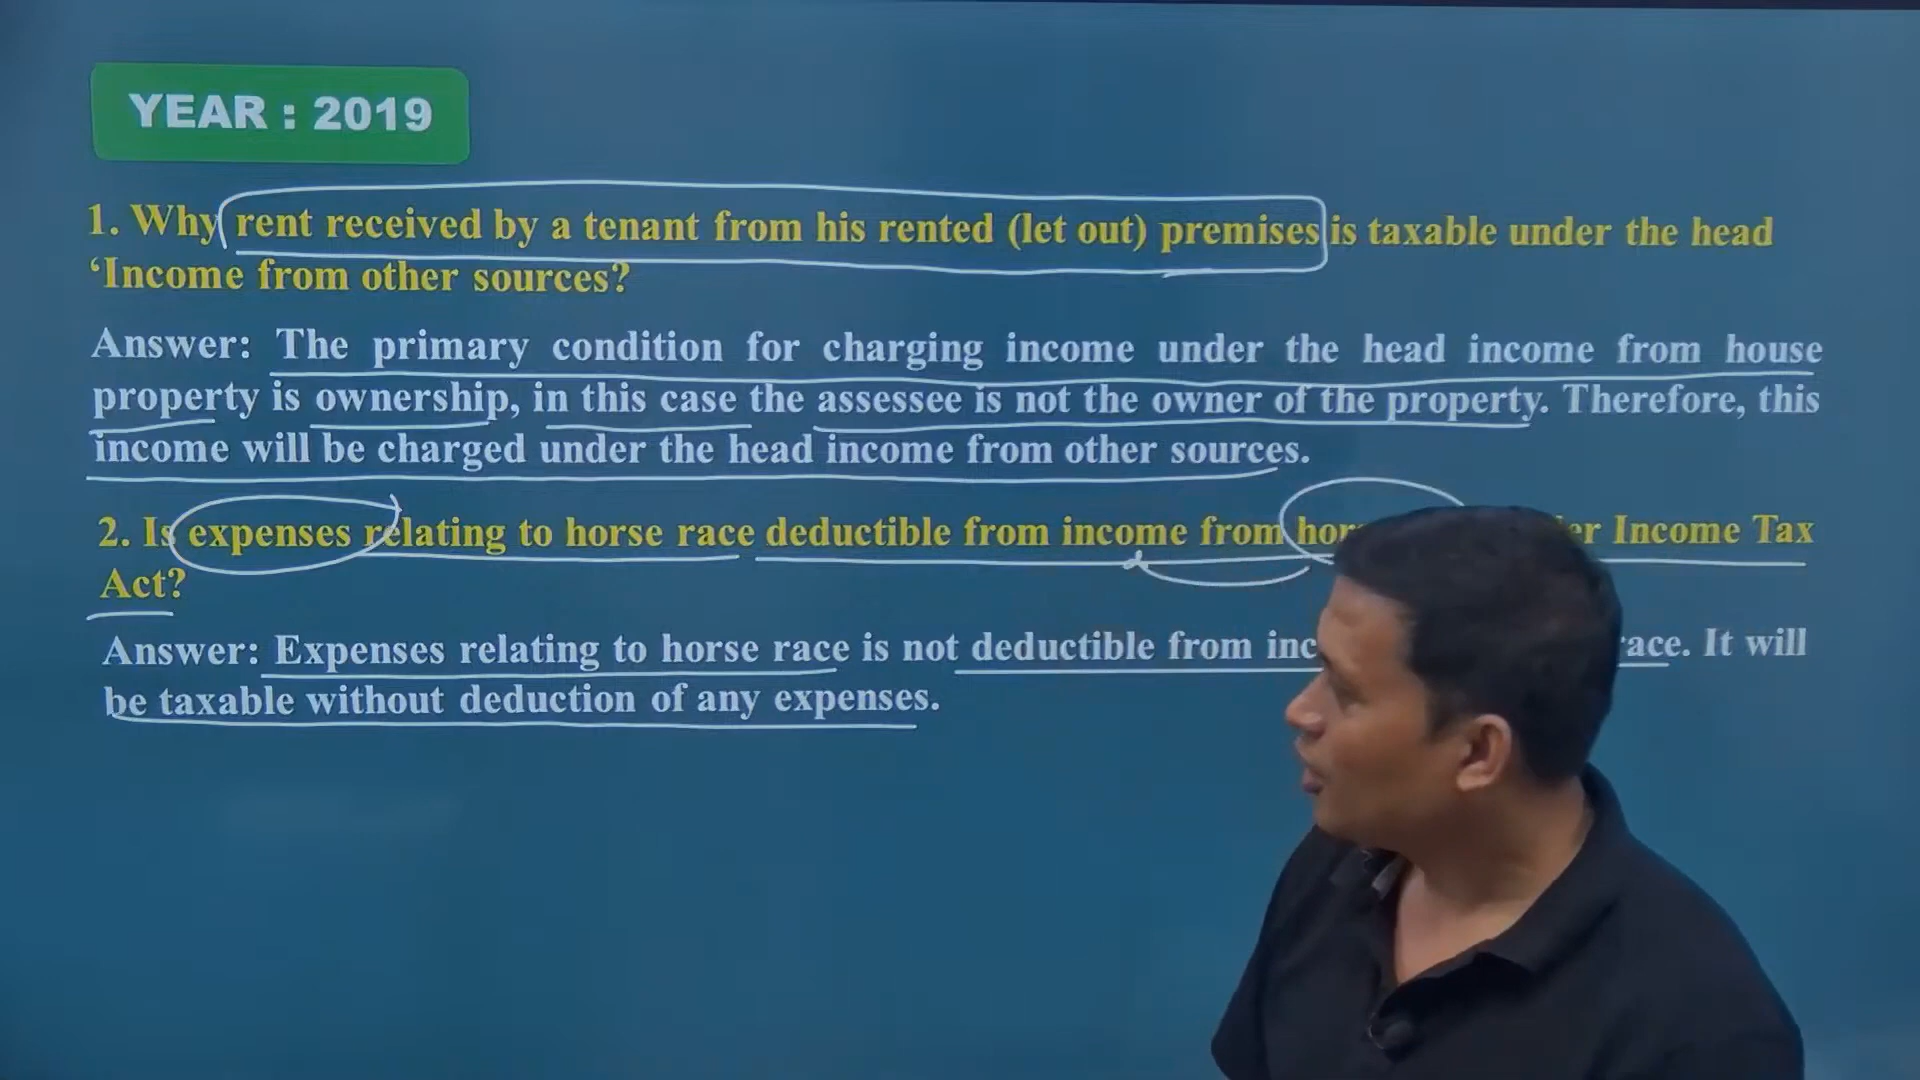 YEAR : 2019
1. Why rent received by a tenant from his rented (let out) premises is taxable under the head
‘Income from other sources?
Answer: The primary condition for charging income under the head income from house
property is ownership, in this case the assessee is not the owner of the property. Therefore, this
income will be charged under the head income from other sources.
2. Is expenses relating to horse race deductible from income from Income Tax
Act?
Answer: Expenses relating to horse race is not deductible from It will
be taxable without deduction of any expenses.